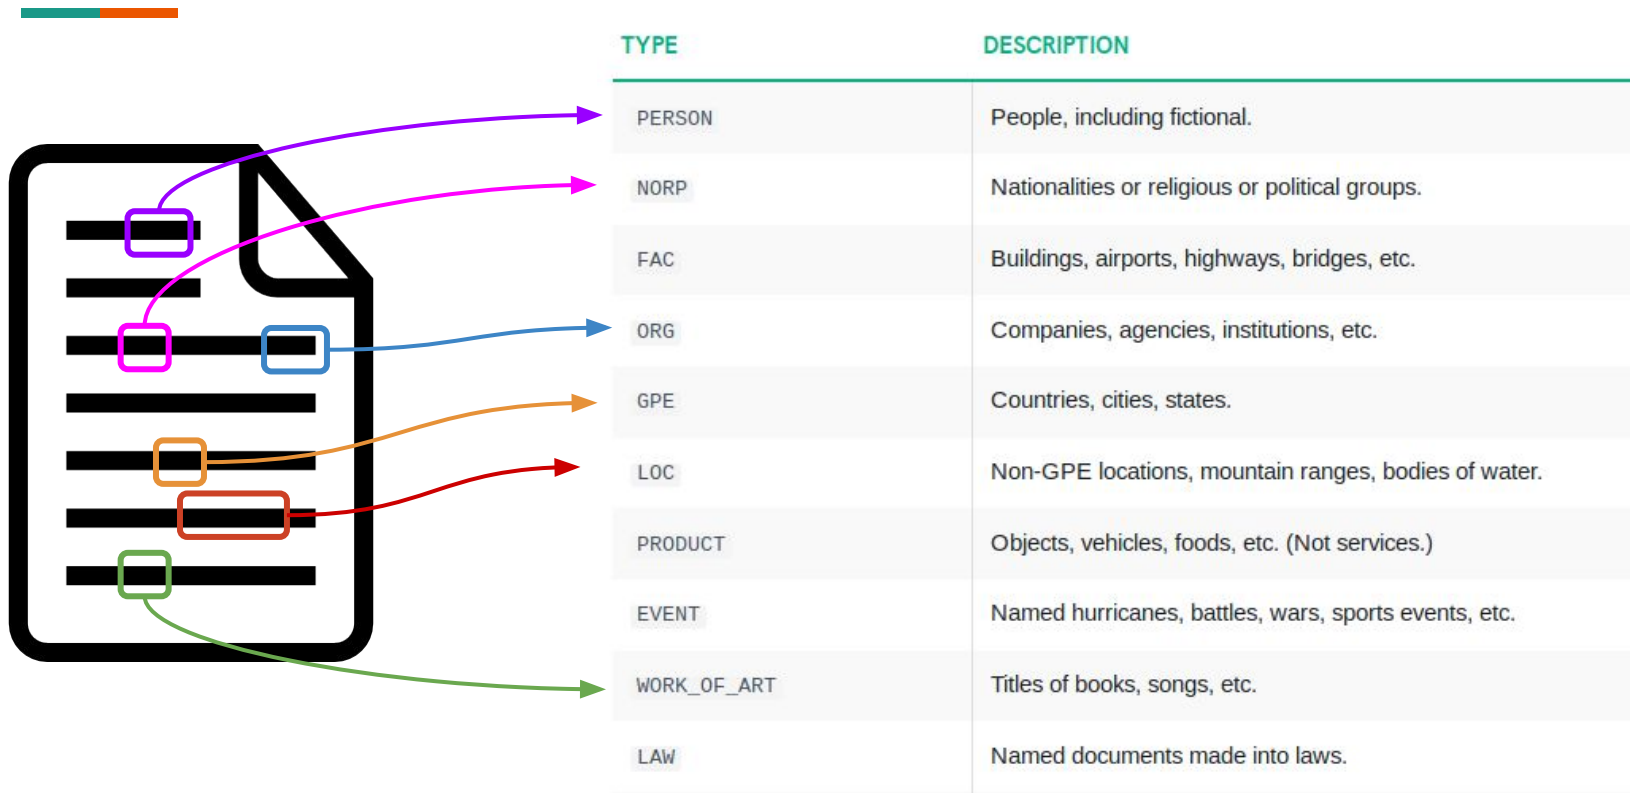 TYPE DESCRIPTION
PERSON People, including fictional.
NORP Nationalities or religious or political groups.
FAC Buildings, airports, highways, bridges, etc.
ORG Companies, agencies, institutions, etc.
GPE Countries, cities, states.
LOC Non-GPE locations, mountain ranges, bodies of water.
PRODUCT Objects, vehicles, foods, etc. (Not services.)
EVENT Named hurricanes, battles, wars, sports events, etc.
WORK_OF_ART Titles of books, songs, etc.
LAW Named documents made into laws.